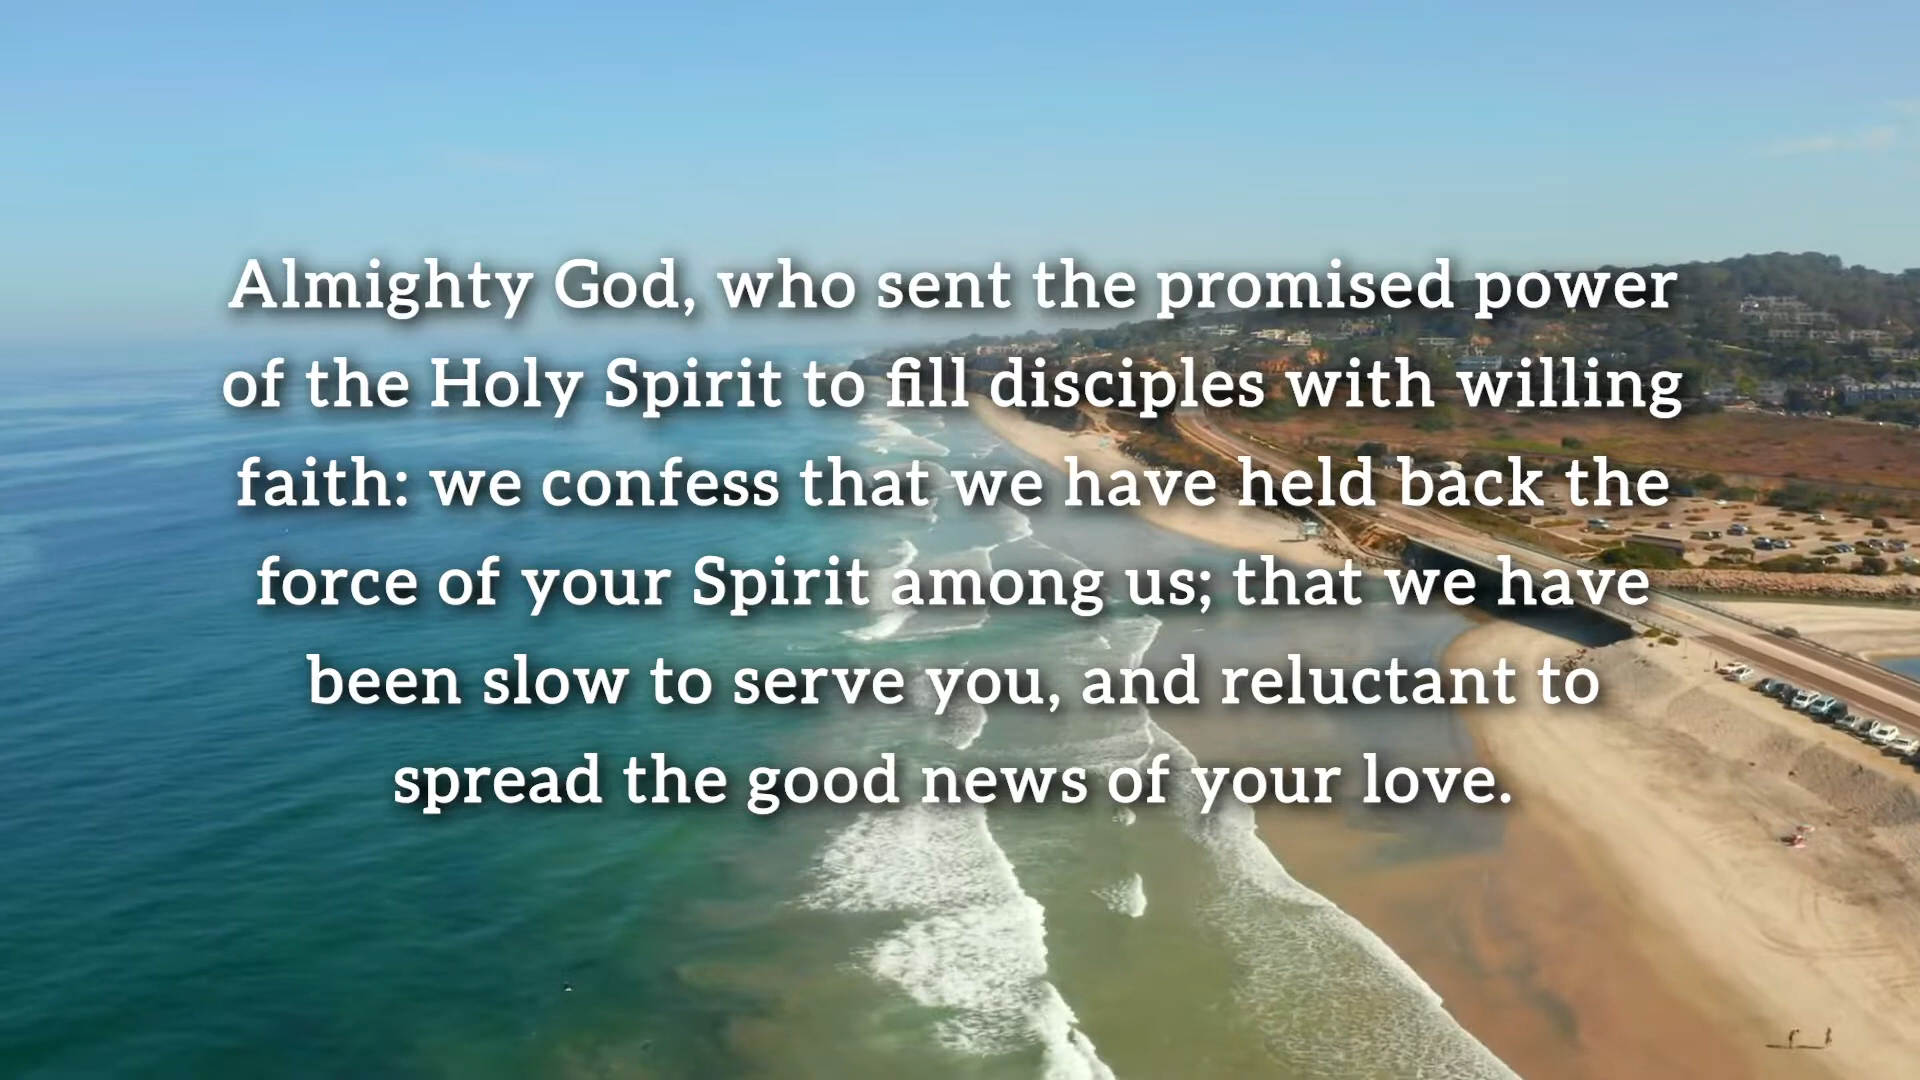 Almighty God, who sent the promised power
of the Holy Spirit to fill disciples with willing
faith: we confess that we have held back the
force of your Spirit among us; that we have
been slow to serve you, and reluctant to
spread the good news of your love.